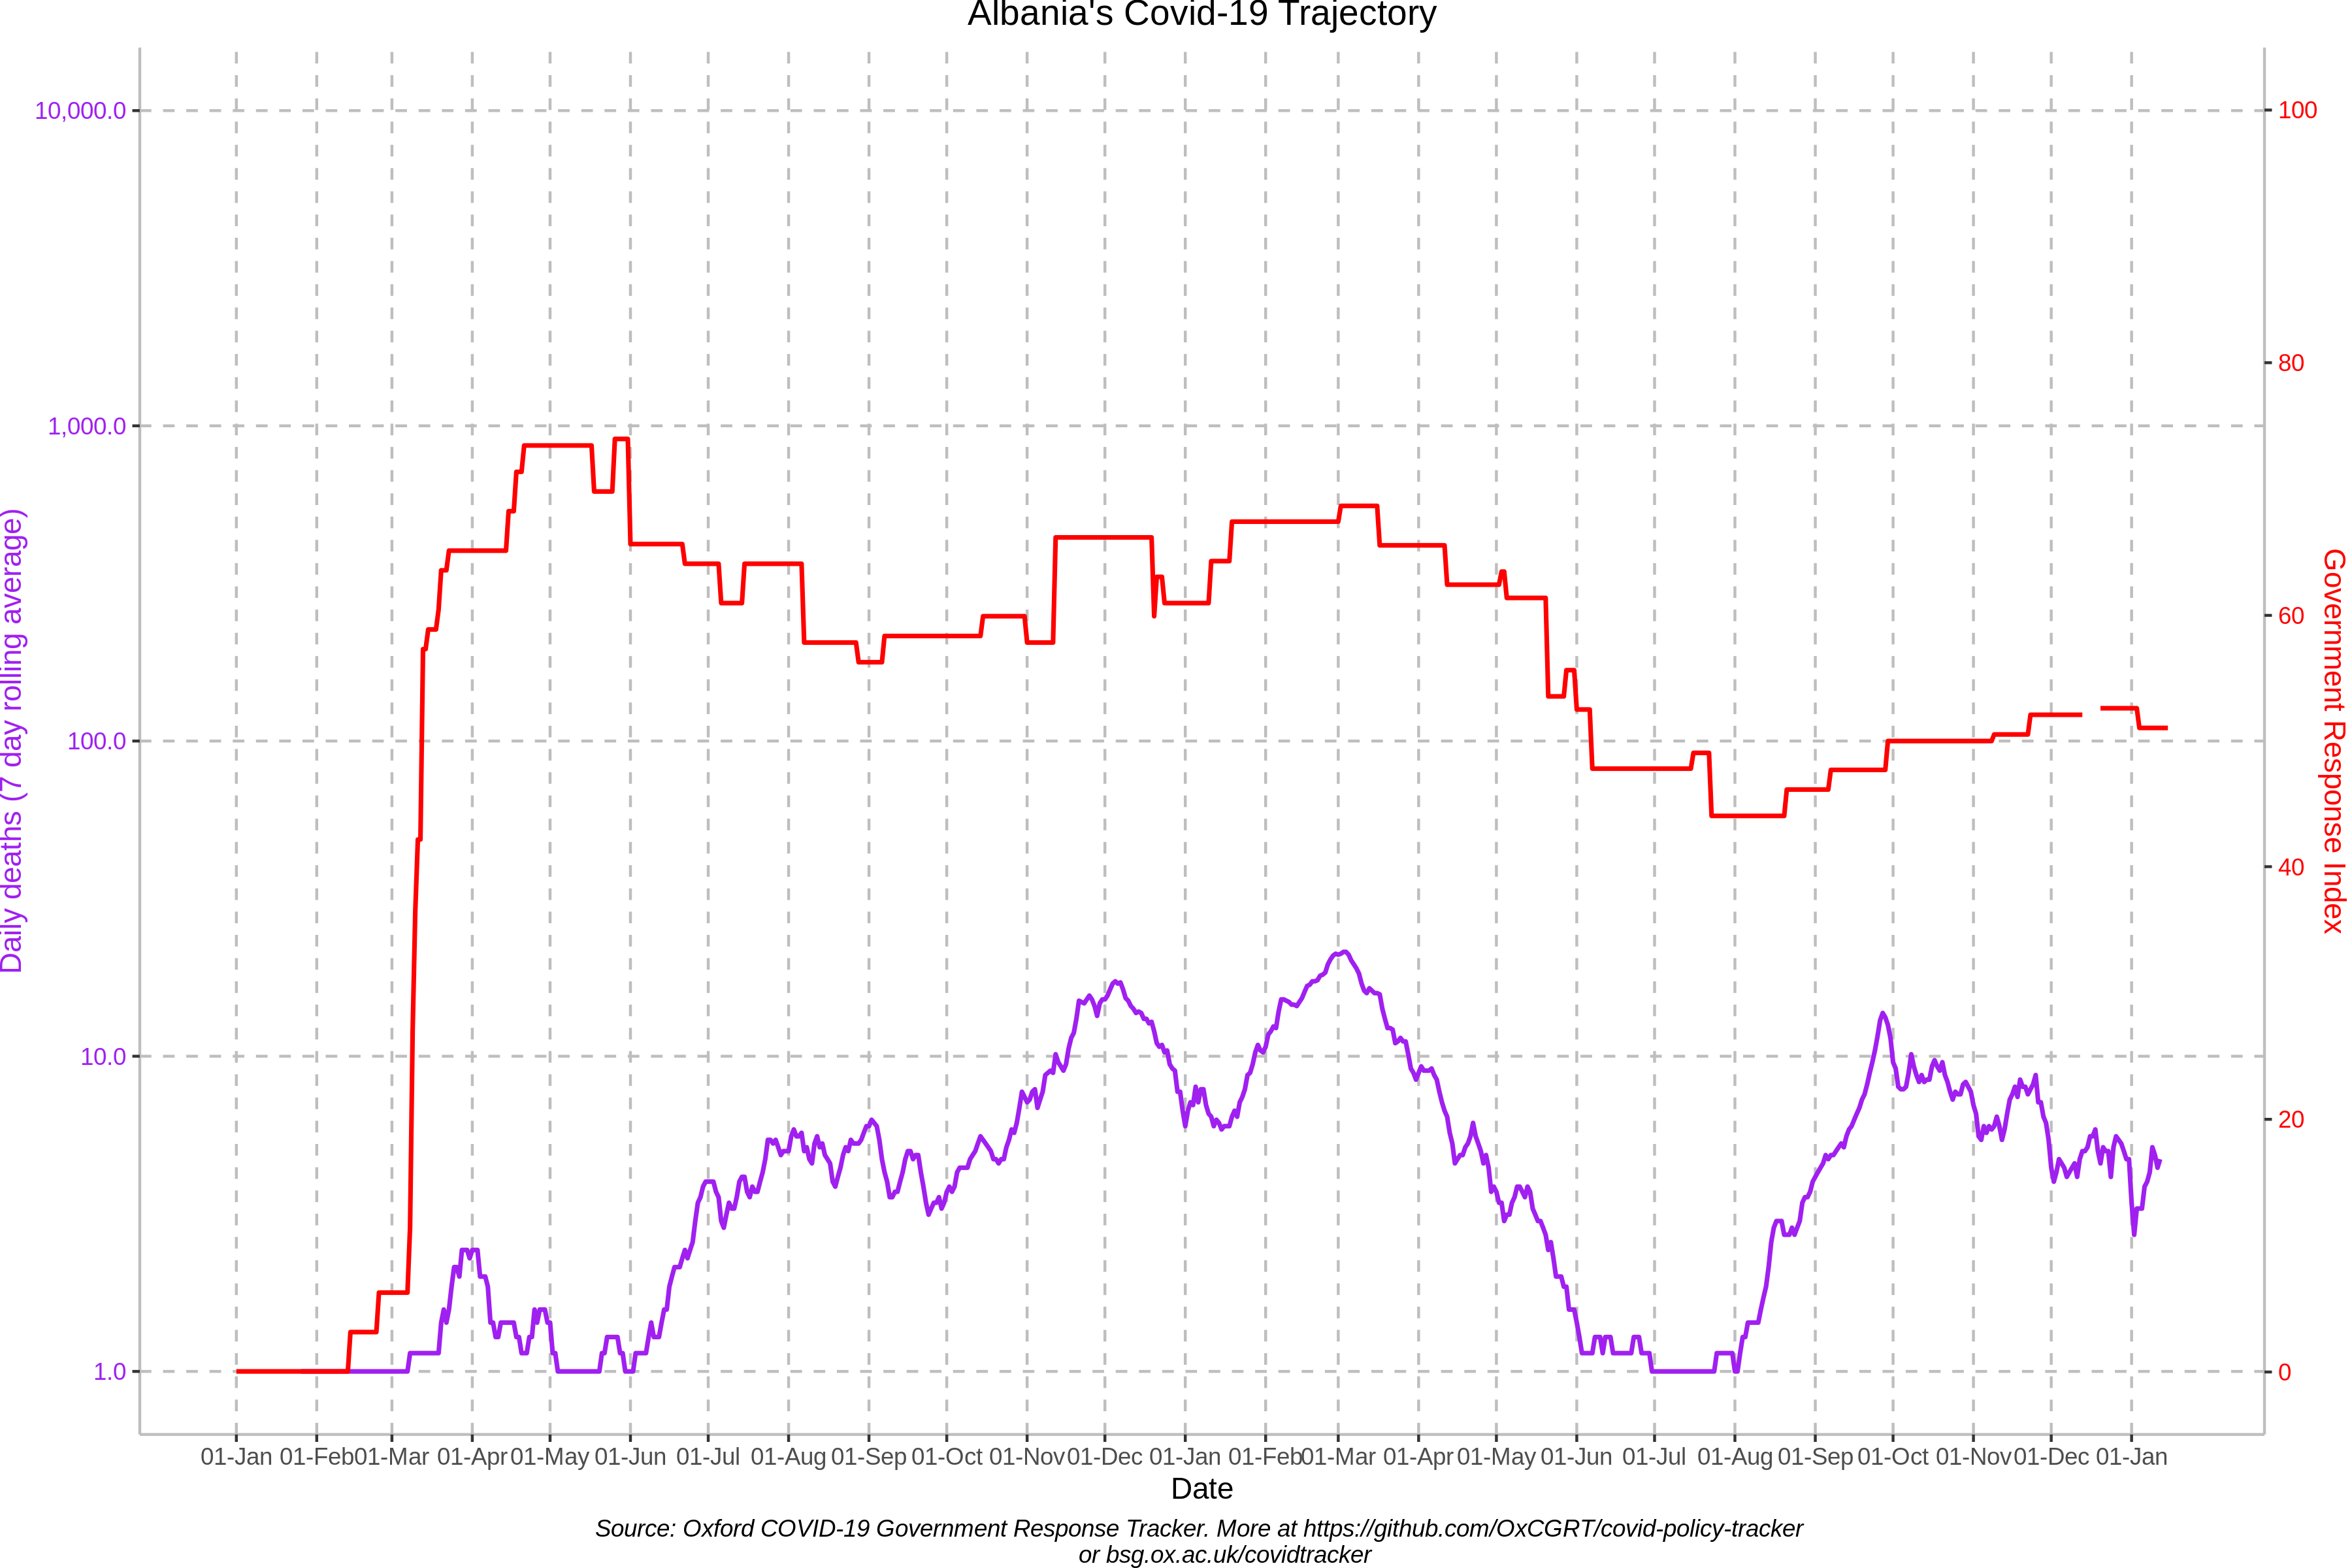 Albania's Covid-19 Trajectory
10,000.0
1,000.0
100.0
10.0
1.0
Daily deaths (7 day rolling average)
100
80
60
40
20
0
Government Response Index
01-Jan 01-Feb 01-Mar 01-Apr 01-May 01-Jun 01-Jul 01-Aug 01-Sep 01-Oct 01-Nov 01-Dec 01-Jan 01-Feb 01-Mar 01-Apr 01-May 01-Jun 01-Jul 01-Aug 01-Sep 01-Oct 01-Nov 01-Dec 01-Jan
Date
Source: Oxford COVID-19 Government Response Tracker. More at https://github.com/OxCGRT/covid-policy-tracker
or bsg.ox.ac.uk/covidtracker